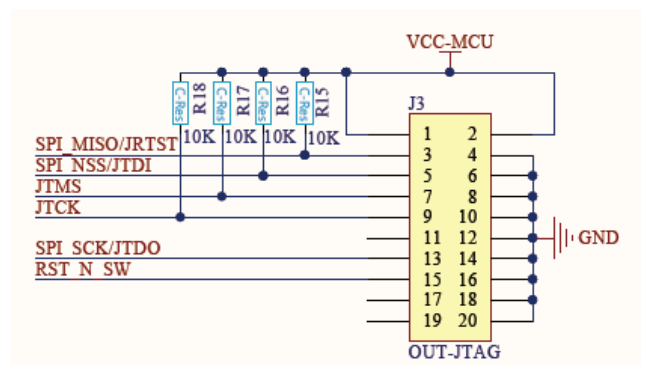 VCC-MCU
J3
C-Res R18 C-Res R17 C-Res R16 C-Res R15
10K 10K 10K 10K
SPI_MISO/JRTST
SPI_NSS/JTDI
JTMS
JTCK
SPI_SCK/JTDO
RST_N_SW
1 2
3 4
5 6
7 8
9 10
11 12
13 14
15 16
17 18
19 20
GND
OUT-JTAG